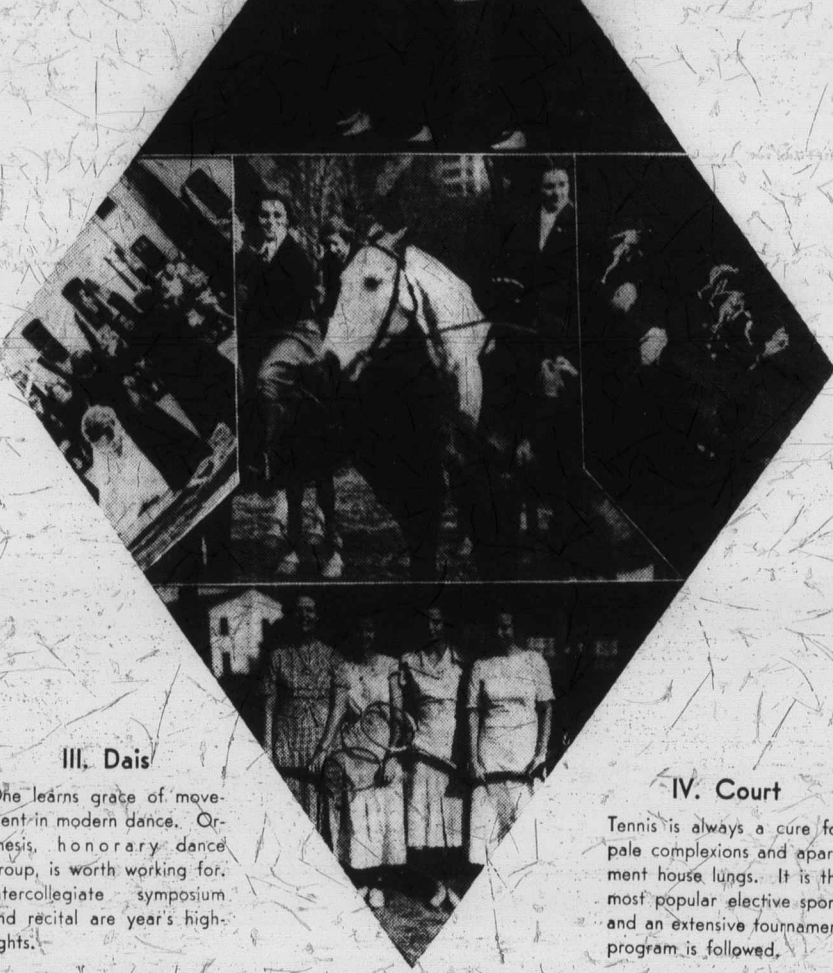 III. Dais
One learns grace of move-
ent in modern dance. Or-
hesis, honorary dance
roup, is worth working for.
ntercollegiate symposium
nd recital are year's high-
ghts.
IV. Court
Tennis is always a cure fo
pale complexions and apar
ment house lungs. It is th
most popular elective spor
and an extensive tournamen
program is followed.